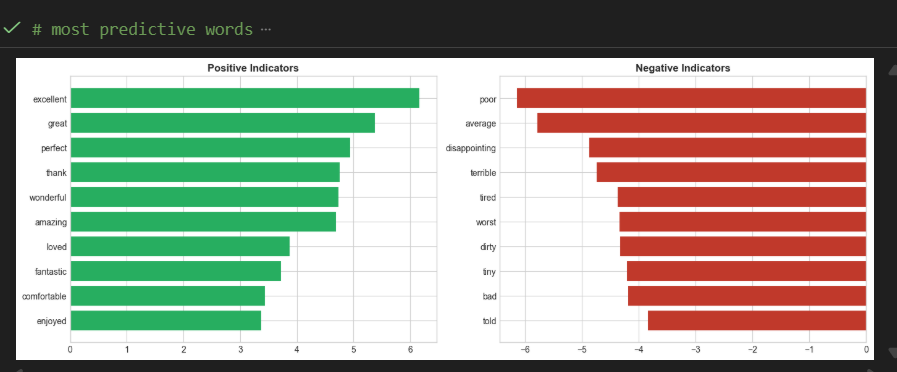 # most predictive words ...
Positive Indicators
excellent
great
perfect
thank
wonderful
amazing
loved
fantastic
comfortable
enjoyed
0 1 2 3 4 5 6
Negative Indicators
poor
average
disappointing
terrible
tired
worst
dirty
tiny
bad
told
−6 −5 −4 −3 −2 −1 0